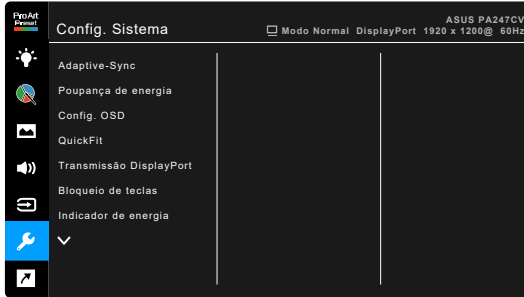 ProArt
Preset
Config. Sistema
ASUS PA247CV
Modo Normal DisplayPort 1920 x 1200@ 60Hz
Adaptive-Sync
Poupança de energia
Config. OSD
QuickFit
Transmissão DisplayPort
Bloqueio de teclas
Indicador de energia